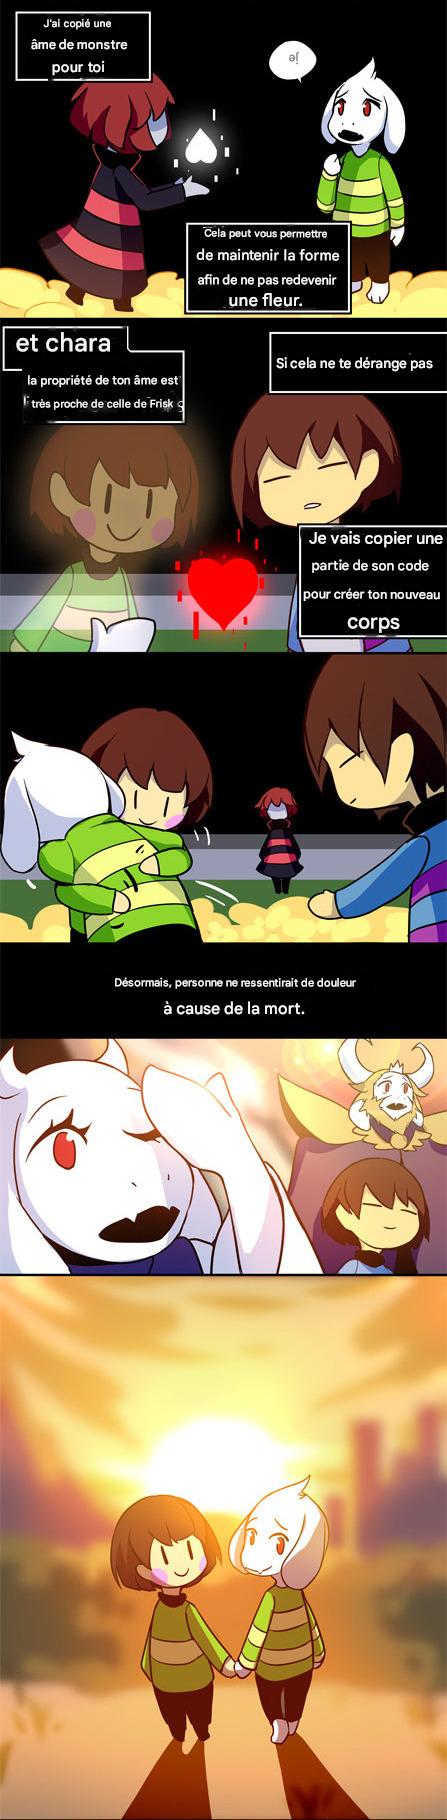 J'ai copié une
âme de monstre
pour toi
je
Cela peut vous permettre
de maintenir la forme
afin de ne pas redevenir
une fleur.
et chara
la propriété de ton âme est
très proche de celle de Frisk
Si cela ne te dérange pas
Je vais copier une
partie de son code
pour créer ton nouveau
corps
Désormais, personne ne ressentirait de douleur
à cause de la mort.